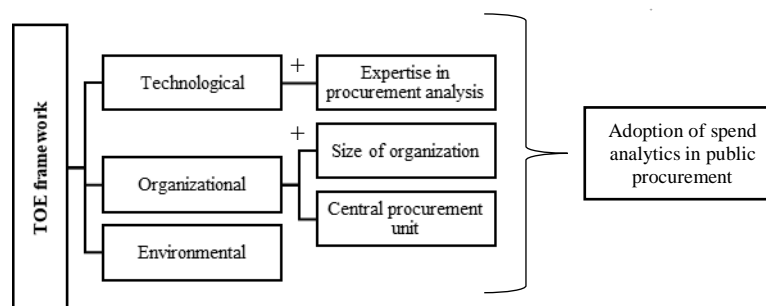 TOE framework
Technological
+
Expertise in
procurement analysis
Organizational
+
Size of organization
Central procurement
unit
Environmental
Adoption of spend
analytics in public
procurement